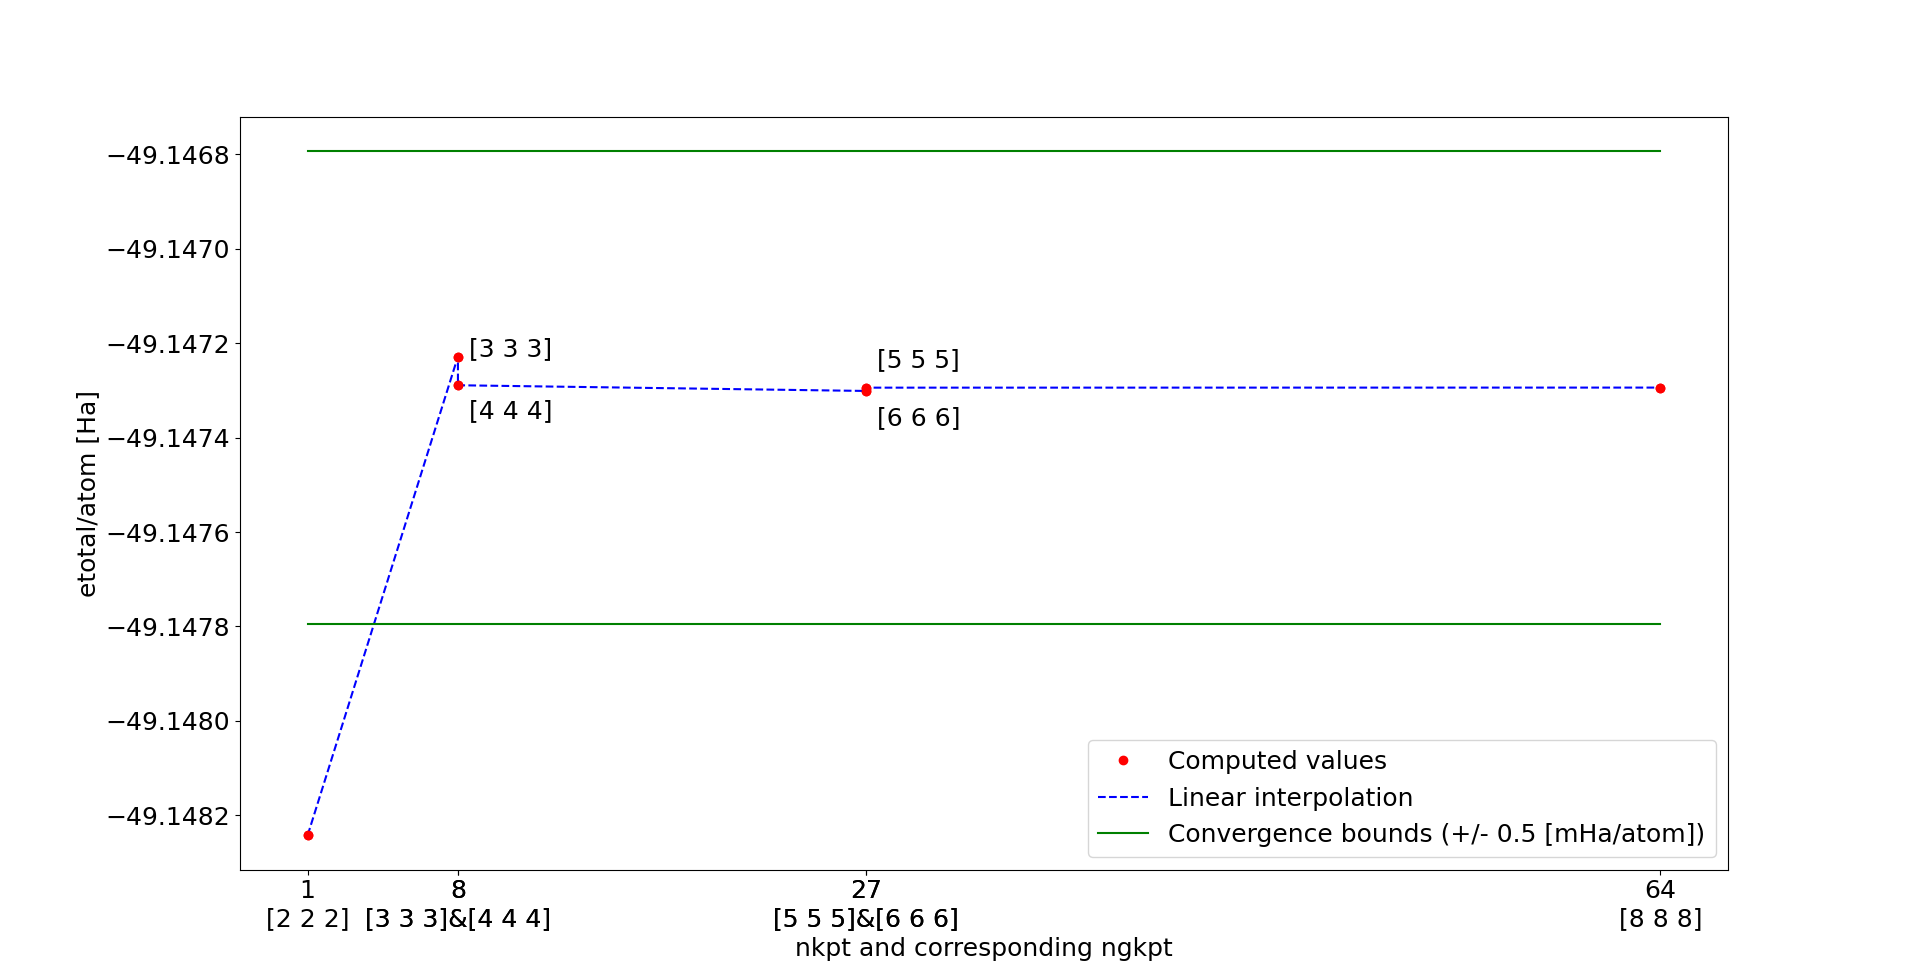 −49.1468
−49.1470
−49.1472
−49.1474
−49.1476
−49.1478
−49.1480
−49.1482
etotal/atom [Ha]
[3 3 3]
[4 4 4]
[5 5 5]
[6 6 6]
Computed values
Linear interpolation
Convergence bounds (+/- 0.5 [mHa/atom])
1 8 27 64
[2 2 2] [3 3 3]&[4 4 4] [5 5 5]&[6 6 6] [8 8 8]
nkpt and corresponding ngkpt